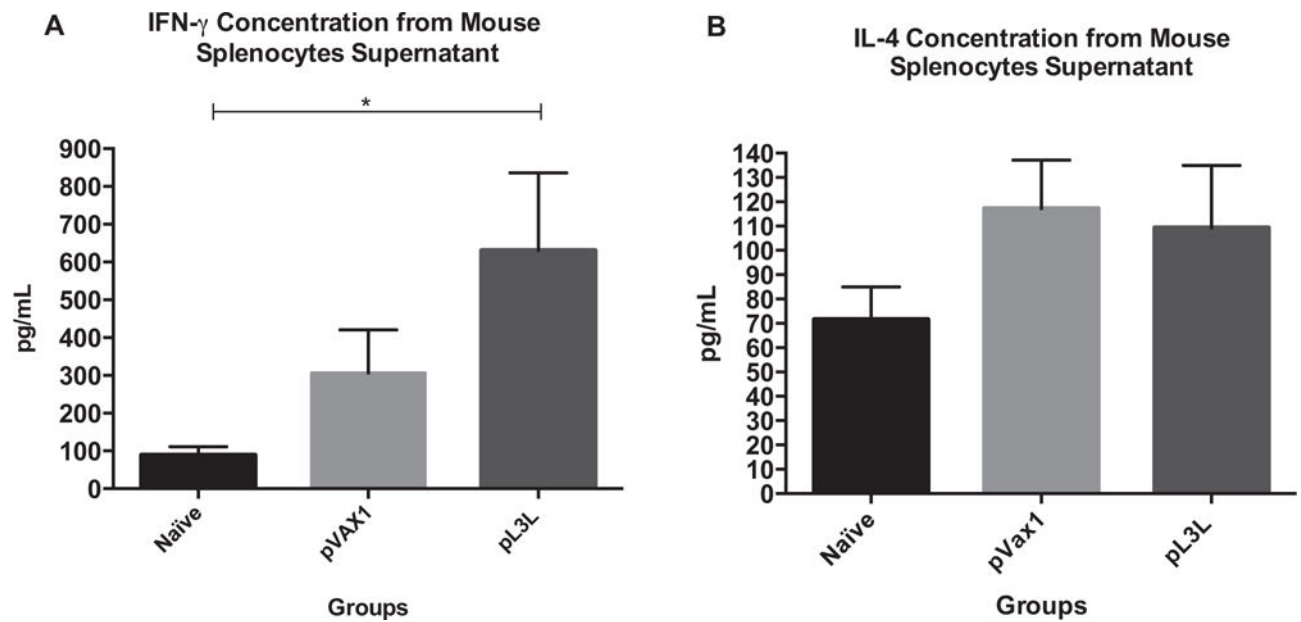 A
IFN-γ Concentration from Mouse
Splenocytes Supernatant
*
900
800
700
600
500
400
300
200
100
0
pg/mL
Naïve
pVAX1
pL3L
Groups
B
IL-4 Concentration from Mouse
Splenocytes Supernatant
140
130
120
110
100
90
80
70
60
50
40
30
20
10
0
pg/mL
Naïve
pVax1
pL3L
Groups